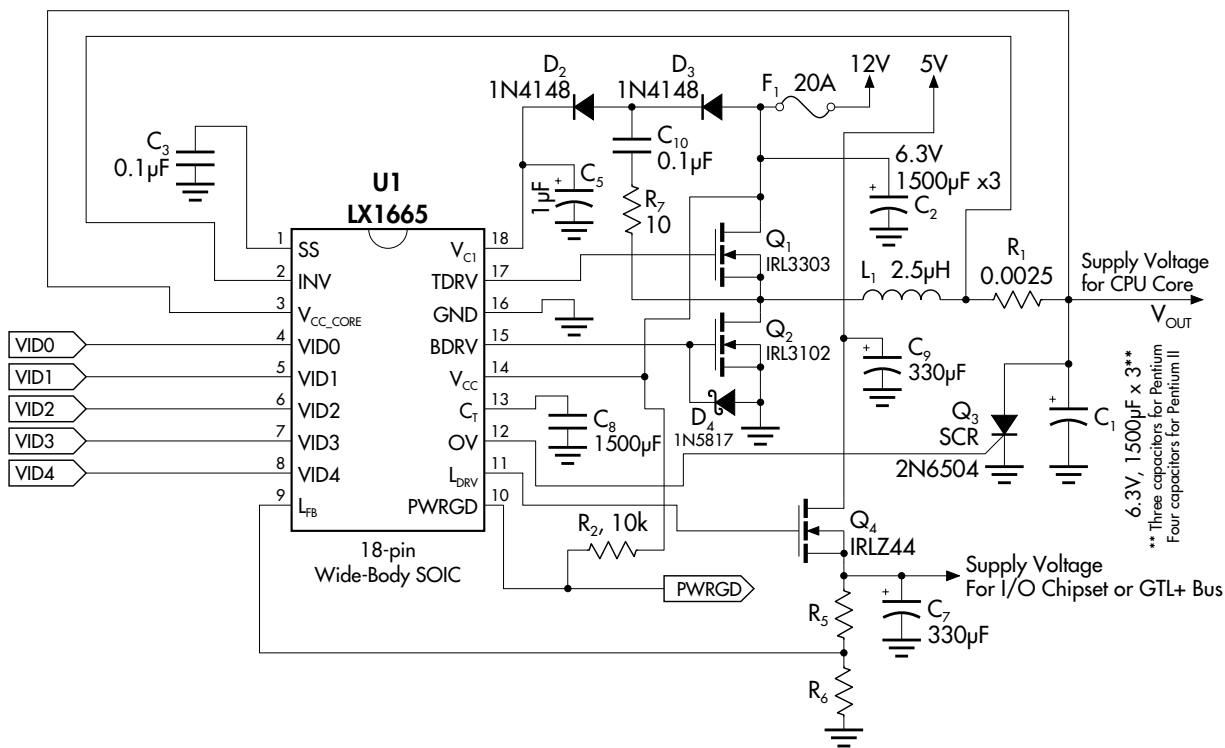 D2
1N4148
D3
1N4148
F1 20A
12V
5V
C3
0.1µF
C10
0.1µF
6.3V
1500µF x3
C2
U1
LX1665
1µF
C5
R7
10
1 SS
2 INV
3 VCC_CORE
4 VID0
5 VID1
6 VID2
7 VID3
8 VID4
9 LFB
VC1 18
TDRV 17
GND 16
BDRV 15
VCC 14
CT 13
OV 12
LDRV 11
PWRGD 10
VID0
VID1
VID2
VID3
VID4
18-pin
Wide-Body SOIC
Q1
IRL3303
L1 2.5µH
R1
0.0025
Supply Voltage
for CPU Core
VOUT
Q2
IRL3102
D4
1N5817
C8
1500µF
C9
330µF
Q3
SCR
2N6504
C1
6.3V, 1500µF x 3**
** Three capacitors for Pentium
Four capacitors for Pentium II
R2, 10k
PWRGD
Q4
IRLZ44
Supply Voltage
For I/O Chipset or GTL+ Bus
R5
C7
330µF
R6